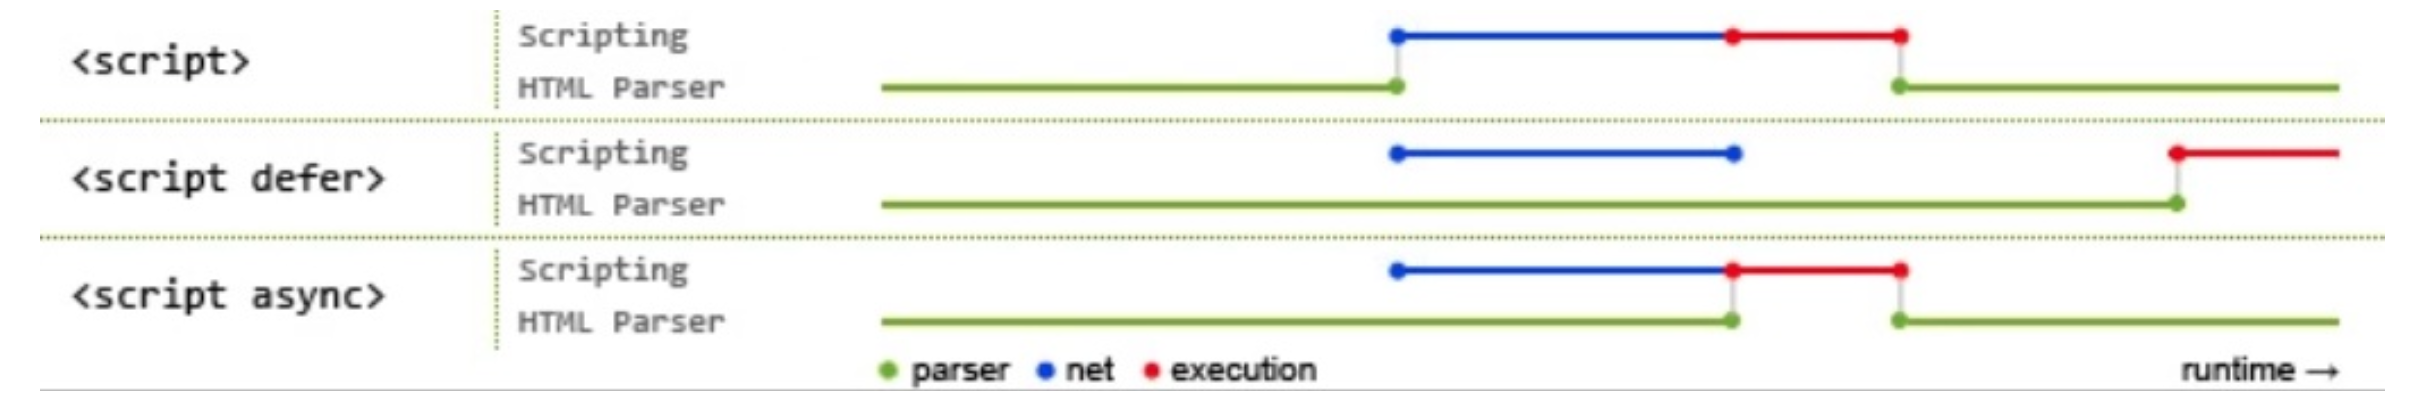 <script>
Scripting
HTML Parser
<script defer>
Scripting
HTML Parser
<script async>
Scripting
HTML Parser
parser net execution
runtime →